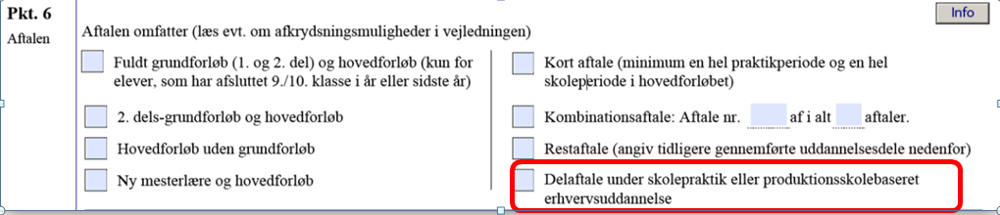 Pkt. 6
Info
Aftalen
Aftalen omfatter (læs evt. om afkrydsningsmuligheder i vejledningen)
Fuldt grundforløb (1. og 2. del) og hovedforløb (kun for
elever, som har afsluttet 9./10. klasse i år eller sidste år)
2. dels-grundforløb og hovedforløb
Hovedforløb uden grundforløb
Ny mesterlære og hovedforløb
Kort aftale (minimum en hel praktikperiode og en hel
skoleperiode i hovedforløbet)
Kombinationsaftale: Aftale nr. af i alt aftaler.
Restaftale (angiv tidligere gennemførte uddannelsesdele nedenfor)
Delaftale under skolepraktik eller produktionsskolebaseret
erhvervsuddannelse